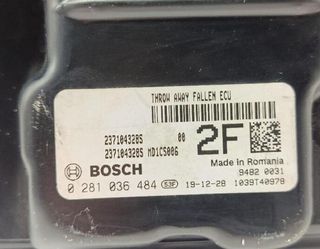 THROW AWAY FALLEN ECU
237104328S 00
237104328S MD1CS006
2F
Made in Romania
BOSCH
9482 0031
0 281 036 484 S3F 19-12-28 1039T40978